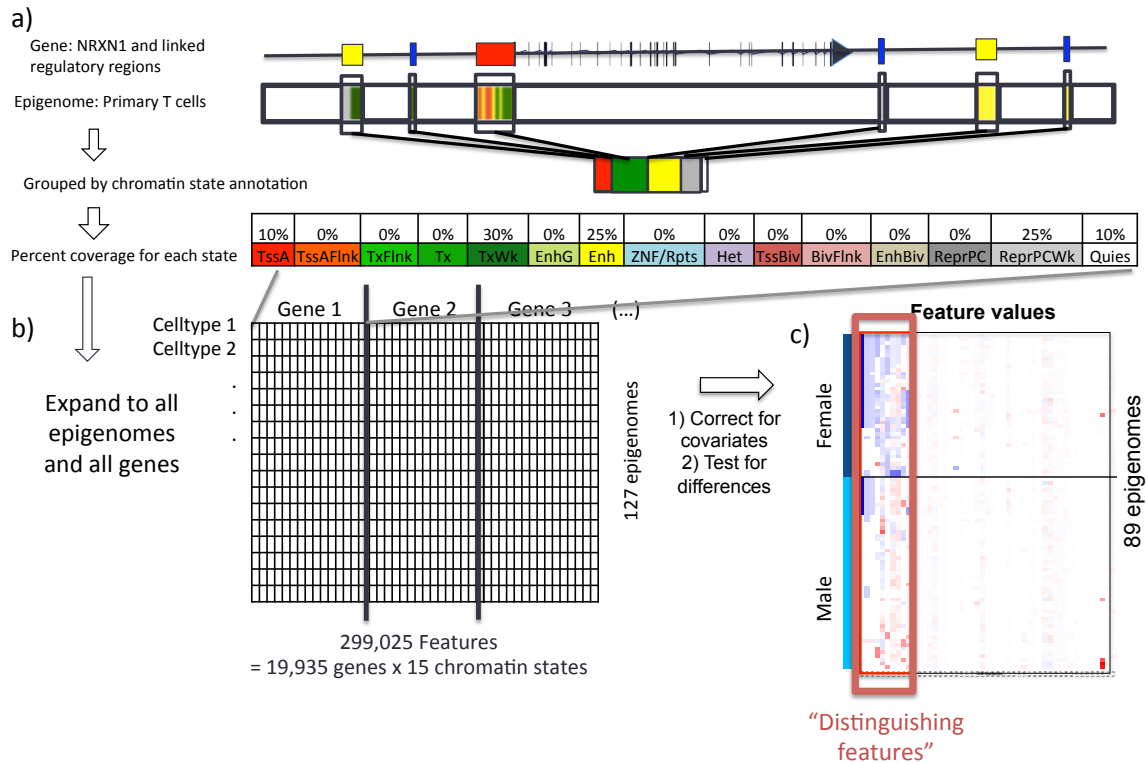 a)
Gene: NRXN1 and linked
regulatory regions
Epigenome: Primary T cells
Grouped by chromatin state annotation
10% 0% 0% 0% 30% 0% 25% 0% 0% 0% 0% 0% 0% 25% 10%
Percent coverage for each state
TssA TssAFlnk TxFlnk Tx TxWk EnhG Enh ZNF/Rpts Het TssBiv BivFlnk EnhBiv ReprPC ReprPCWk Quies
b)
Gene 1 Gene 2 Gene 3 (...)
Celltype 1
Celltype 2
.
.
.
Expand to all
epigenomes
and all genes
127 epigenomes
299,025 Features
= 19,935 genes x 15 chromatin states
1) Correct for
covariates
2) Test for
differences
c)
Feature values
Female
Male
89 epigenomes
“Distinguishing
features”